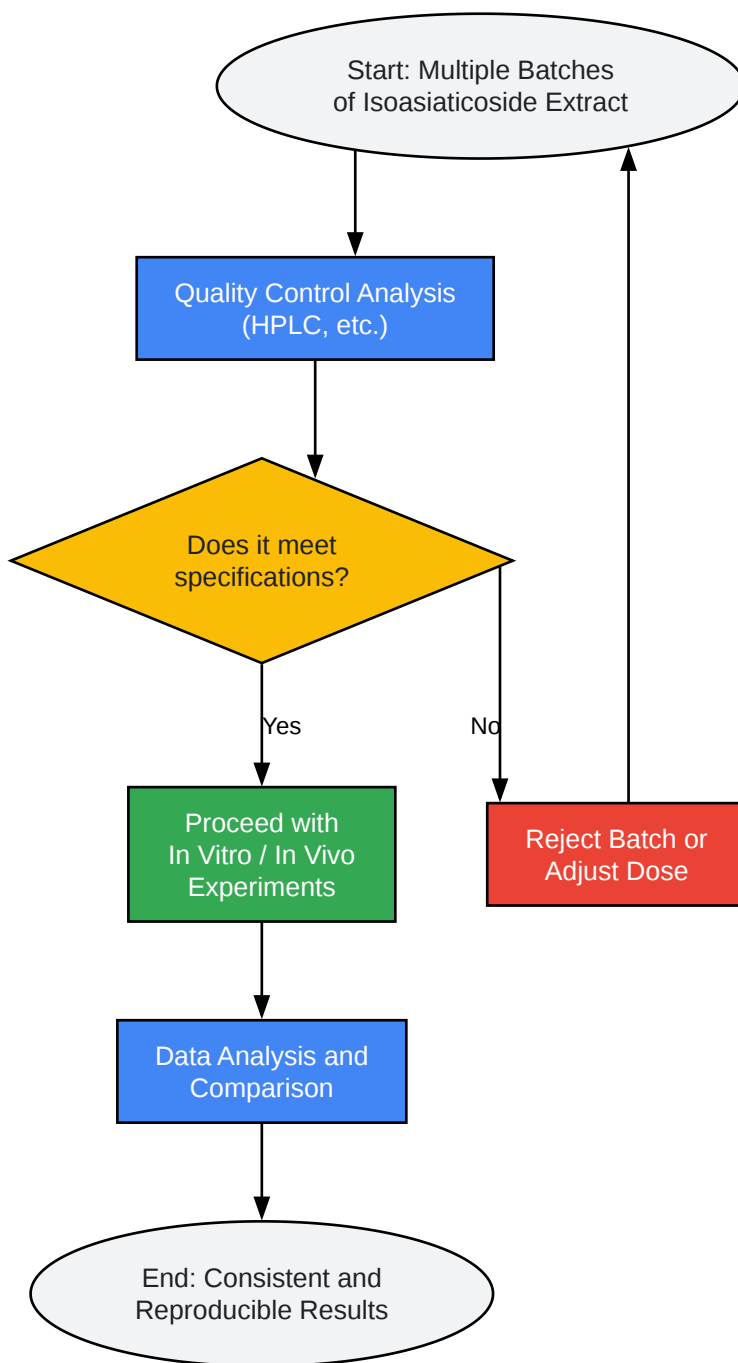 Start: Multiple Batches
of Isoasiaticoside Extract
Quality Control Analysis
(HPLC, etc.)
Does it meet
specifications?
Yes
No
Proceed with
In Vitro / In Vivo
Experiments
Reject Batch or
Adjust Dose
Data Analysis and
Comparison
End: Consistent and
Reproducible Results